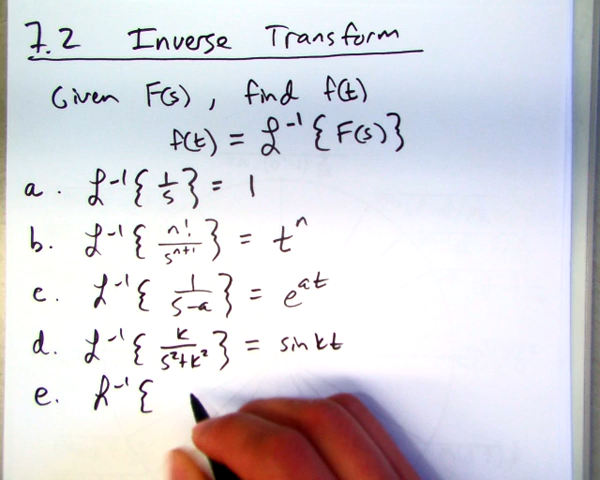 7.2 Inverse Transform
Given F(s), find f(t)
f(t) = ℒ⁻¹{F(s)}
a. ℒ⁻¹{1/s} = 1
b. ℒ⁻¹{n!/sⁿ⁺¹} = tⁿ
c. ℒ⁻¹{1/(s-a)} = eᵃᵗ
d. ℒ⁻¹{k/(s²+k²)} = sin kt
e. ℒ⁻¹{